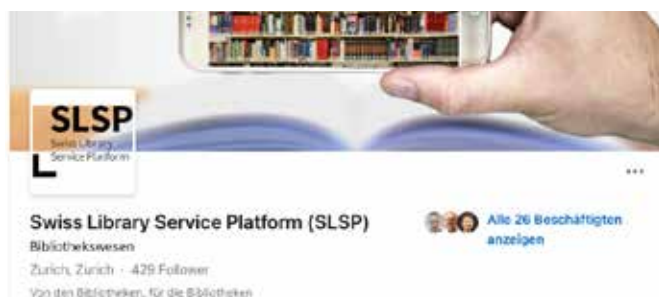 SLSP
Swiss Library
Service Platform
Swiss Library Service Platform (SLSP)
Alle 26 Beschäftigten
anzeigen
Bibliothekswesen
Zurich, Zurich · 429 Follower
Von den Bibliotheken, für die Bibliotheken